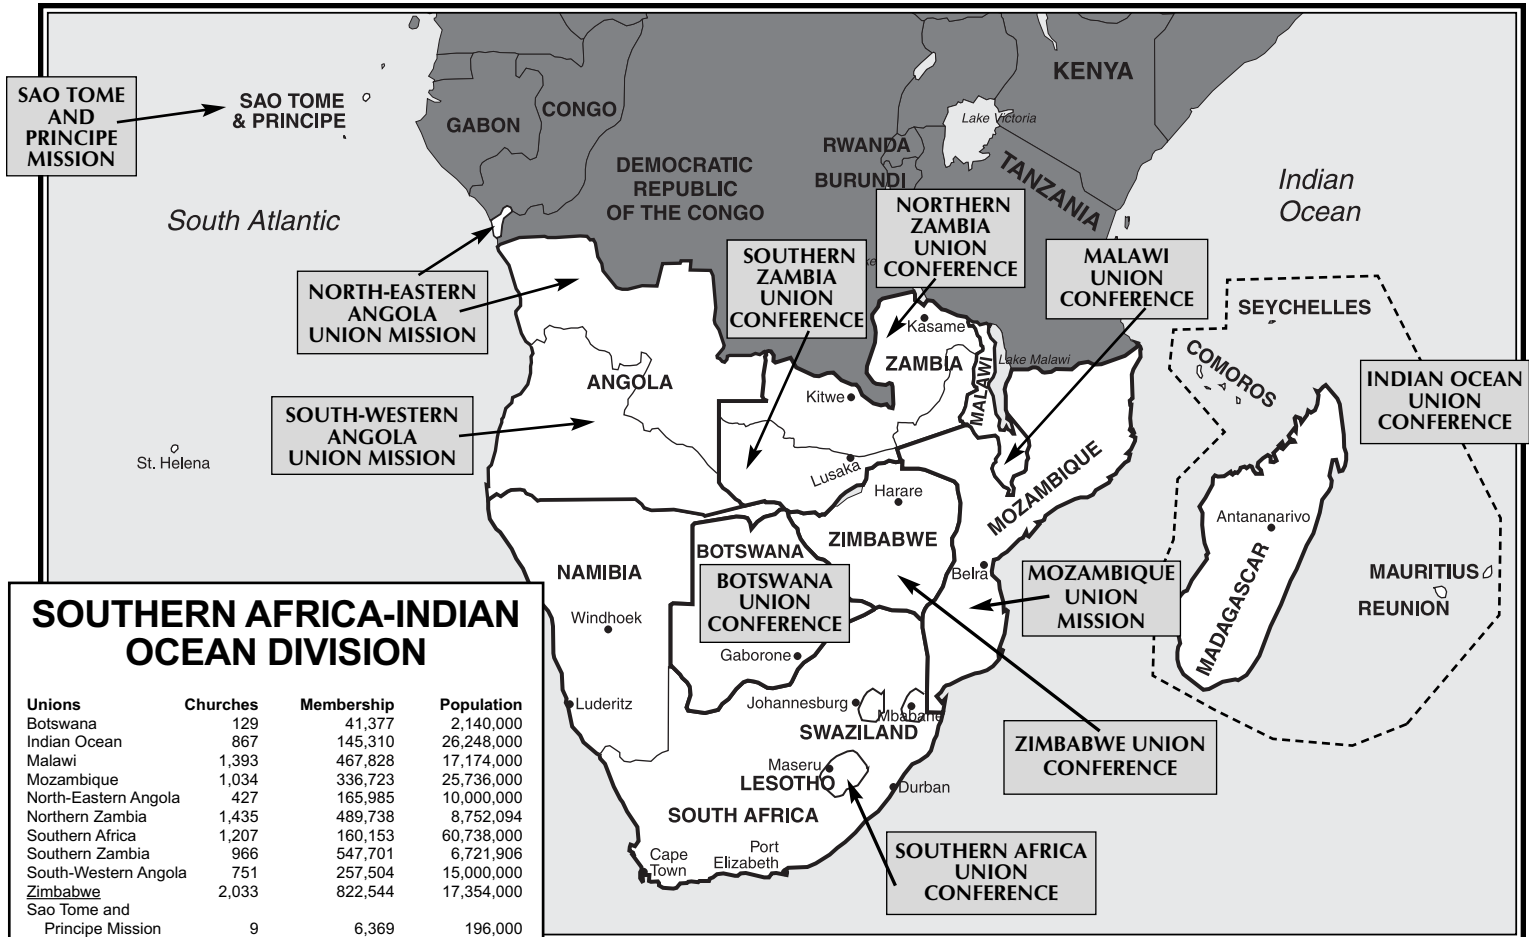 SAO TOME
AND
PRINCIPE
MISSION
SAO TOME
& PRINCIPE
GABON
CONGO
DEMOCRATIC
REPUBLIC
OF THE CONGO
RWANDA
BURUNDI
KENYA
Lake Victoria
TANZANIA
Indian
Ocean
South Atlantic
NORTH-EASTERN
ANGOLA
UNION MISSION
SOUTHERN
ZAMBIA
UNION
CONFERENCE
NORTHERN
ZAMBIA
UNION
CONFERENCE
MALAWI
UNION
CONFERENCE
SEYCHELLES
COMOROS
INDIAN OCEAN
UNION
CONFERENCE
Kasame
ZAMBIA
MALAWI
Lake Malawi
ANGOLA
Kitwe
SOUTH-WESTERN
ANGOLA
UNION MISSION
St. Helena
Lusaka
Harare
MOZAMBIQUE
Antananarivo
ZIMBABWE
BOTSWANA
NAMIBIA
BOTSWANA
UNION
CONFERENCE
Belra
MOZAMBIQUE
UNION
MISSION
MAURITIUS
REUNION
MADAGASCAR
Windhoek
Gaborone
Luderitz
Johannesburg
Mbabane
SWAZILAND
ZIMBABWE UNION
CONFERENCE
Maseru
LESOTHO
Durban
SOUTH AFRICA
Cape
Town
Port
Elizabeth
SOUTHERN AFRICA
UNION
CONFERENCE
SOUTHERN AFRICA-INDIAN
OCEAN DIVISION
Unions Churches Membership Population
Botswana 129 41,377 2,140,000
Indian Ocean 867 145,310 26,248,000
Malawi 1,393 467,828 17,174,000
Mozambique 1,034 336,723 25,736,000
North-Eastern Angola 427 165,985 10,000,000
Northern Zambia 1,435 489,738 8,752,094
Southern Africa 1,207 160,153 60,738,000
Southern Zambia 966 547,701 6,721,906
South-Western Angola 751 257,504 15,000,000
Zimbabwe 2,033 822,544 17,354,000
Sao Tome and
Principe Mission 9 6,369 196,000